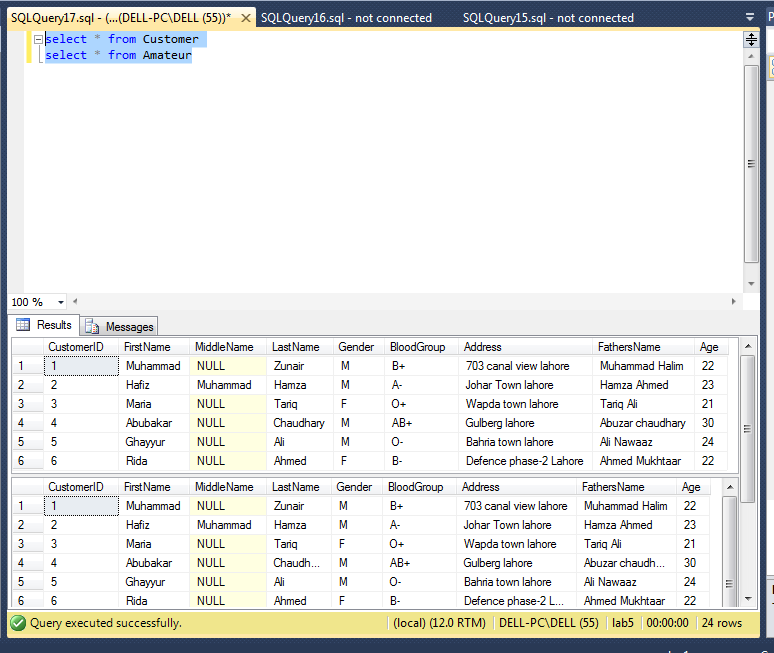 SQLQuery17.sql - (...(DELL-PC\DELL (55))* SQLQuery16.sql - not connected SQLQuery15.sql - not connected
select * from Customer
select * from Amateur
100 %
Results Messages
CustomerID FirstName MiddleName LastName Gender BloodGroup Address FathersName Age
1 1 Muhammad NULL Zunair M B+ 703 canal view lahore Muhammad Halim 22
2 2 Hafiz Muhammad Hamza M A- Johar Town lahore Hamza Ahmed 23
3 3 Maria NULL Tariq F O+ Wapda town lahore Tariq Ali 21
4 4 Abubakar NULL Chaudhary M AB+ Gulberg lahore Abuzar chaudhary 30
5 5 Ghayyur NULL Ali M O- Bahria town lahore Ali Nawaaz 24
6 6 Rida NULL Ahmed F B- Defence phase-2 Lahore Ahmed Mukhtaar 22
CustomerID FirstName MiddleName LastName Gender BloodGroup Address FathersName Age
1 1 Muhammad NULL Zunair M B+ 703 canal view lahore Muhammad Halim 22
2 2 Hafiz Muhammad Hamza M A- Johar Town lahore Hamza Ahmed 23
3 3 Maria NULL Tariq F O+ Wapda town lahore Tariq Ali 21
4 4 Abubakar NULL Chaudh... M AB+ Gulberg lahore Abuzar chaudh... 30
5 5 Ghayyur NULL Ali M O- Bahria town lahore Ali Nawaaz 24
6 6 Rida NULL Ahmed F B- Defence phase-2 L... Ahmed Mukhtaar 22
Query executed successfully. (local) (12.0 RTM) DELL-PC\DELL (55) lab5 00:00:00 24 rows